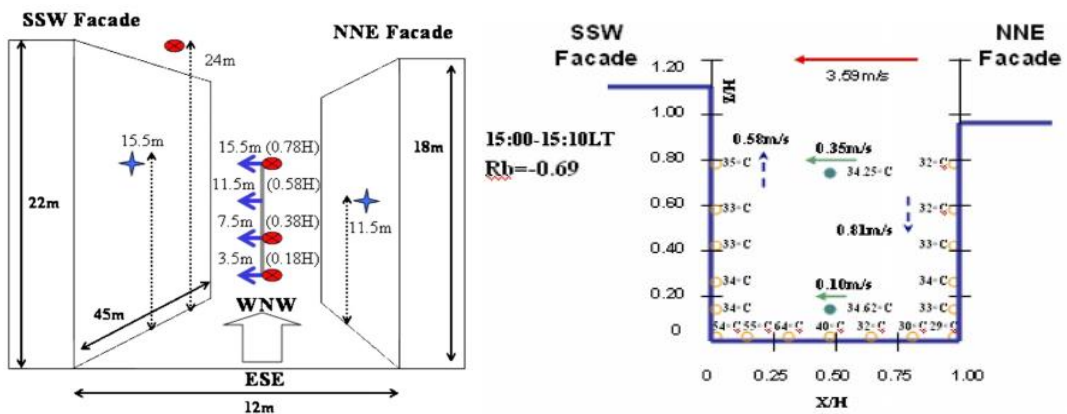 SSW Facade
NNE Facade
24m
15.5m
15.5m (0.78H)
11.5m (0.58H)
7.5m (0.38H)
3.5m (0.18H)
11.5m
18m
22m
45m
WNW
ESE
12m
SSW
Facade
NNE
Facade
15:00-15:10LT
Rb=-0.69
1.20
1.00
0.80
0.60
0.40
0.20
0
Z/H
3.59m/s
0.58m/s
0.35m/s
34.25°C
0.81m/s
0.10m/s
34.62°C
35°C
33°C
33°C
34°C
34°C
32°C
32°C
33°C
34°C
33°C
54°C 55°C 64°C 40°C 32°C 30°C 29°C
0 0.25 0.50 0.75 1.00
X/H